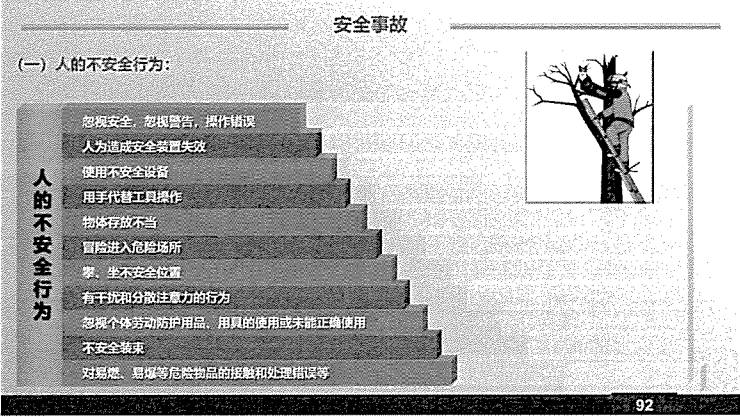 安全事故
（一）人的不安全行为：
人的不安全行为
忽视安全，忽视警告，操作错误
人为造成安全装置失效
使用不安全设备
用手代替工具操作
物体存放不当
冒险进入危险场所
攀、坐不安全位置
有干扰和分散注意力的行为
忽视个体劳动防护用品、用具的使用或未能正确使用
不安全装束
对易燃、易爆等危险物品的接触和处理错误等
92